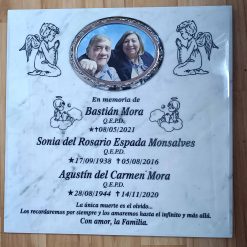 En memoria de
Bastián Mora
Q.E.P.D.
★✝08/05/2021
Sonia del Rosario Espada Monsalves
Q.E.P.D.
★17/09/1938 ✝05/08/2016
Agustín del Carmen Mora
Q.E.P.D.
★28/08/1944 ✝14/11/2020
La única muerte es el olvido...
Los recordaremos por siempre y los amaremos hasta el infinito y más allá.
Con amor, la Familia.